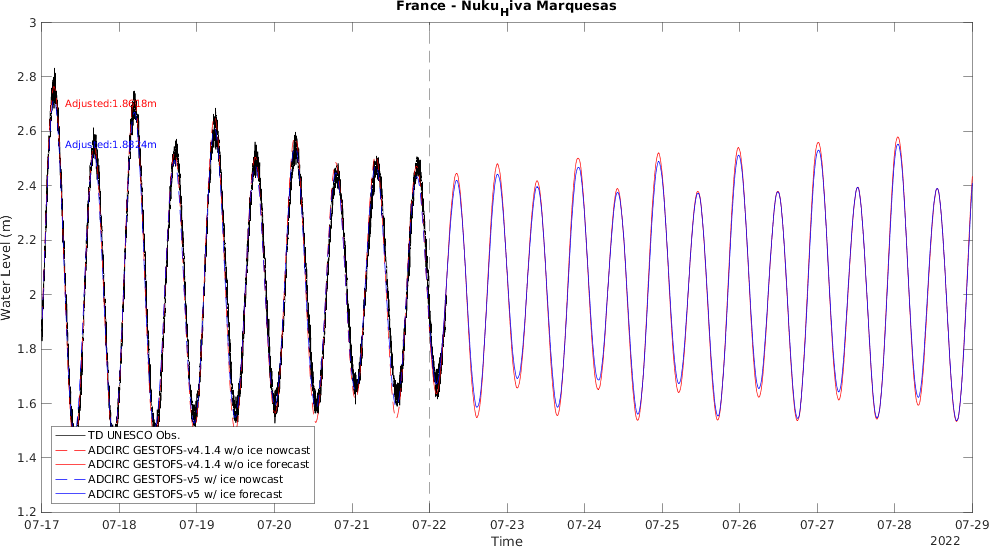 France - Nuku Hiva Marquesas
3
2.8
2.6
2.4
2.2
2
1.8
1.6
1.4
1.2
Water Level (m)
Adjusted:1.8618m
Adjusted:1.8324m
TD UNESCO Obs.
ADCIRC GESTOFS-v4.1.4 w/o ice nowcast
ADCIRC GESTOFS-v4.1.4 w/o ice forecast
ADCIRC GESTOFS-v5 w/ ice nowcast
ADCIRC GESTOFS-v5 w/ ice forecast
07-17 07-18 07-19 07-20 07-21 07-22 07-23 07-24 07-25 07-26 07-27 07-28 07-29
Time
2022